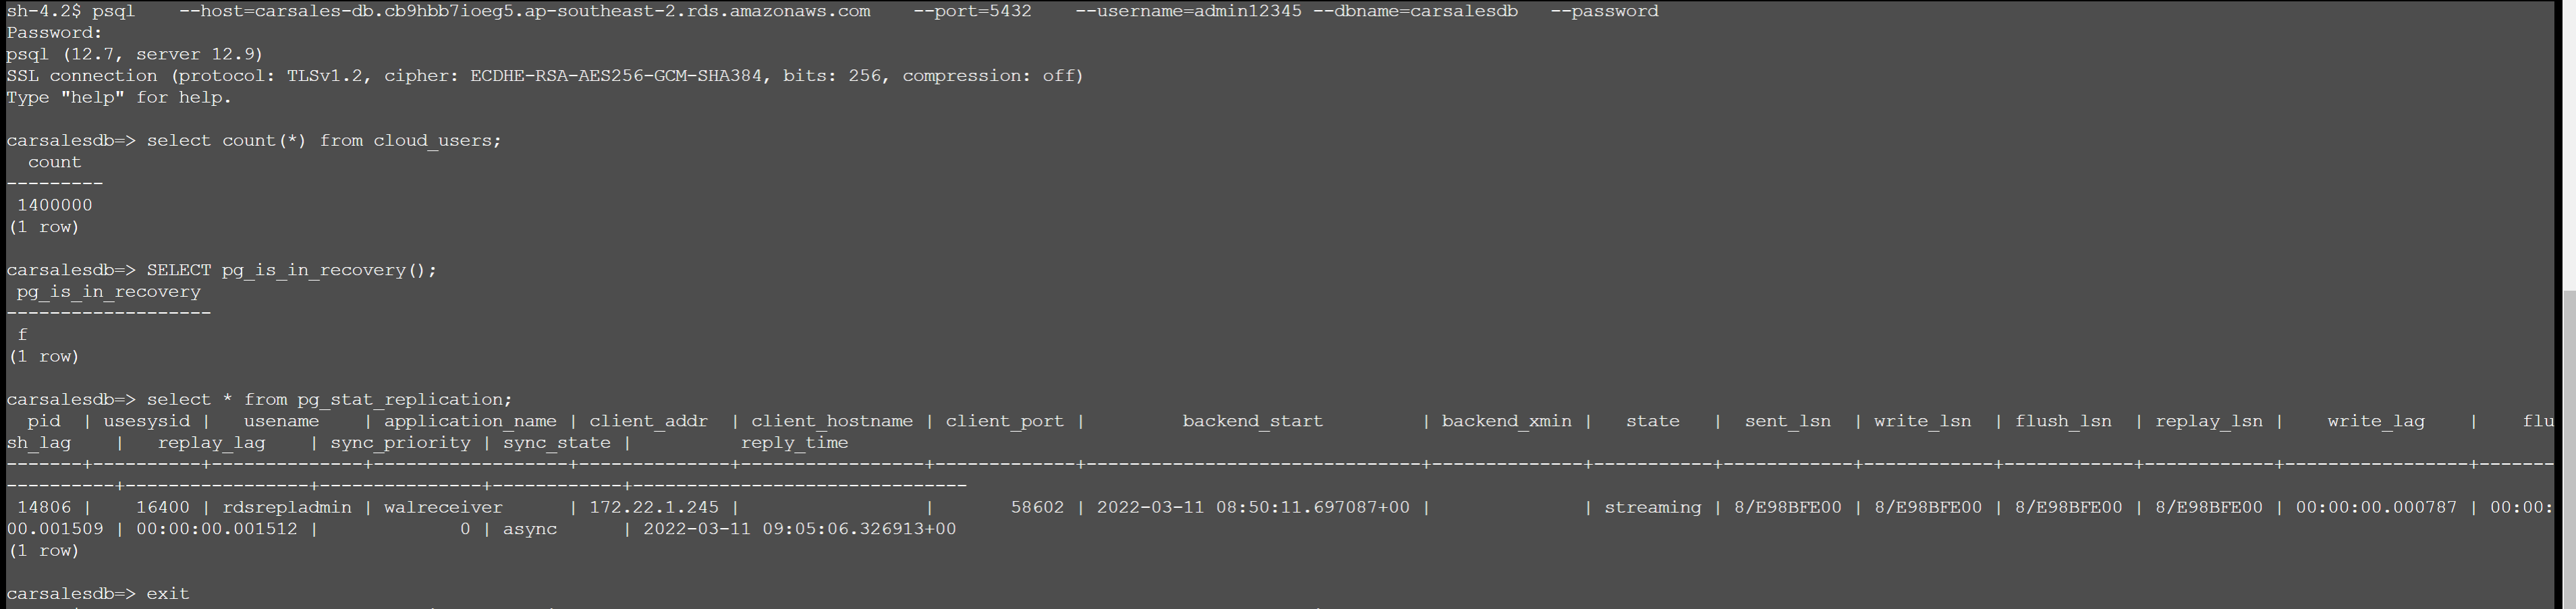 sh-4.2$ psql    --host=carsales-db.cb9hbb7ioeg5.ap-southeast-2.rds.amazonaws.com    --port=5432    --username=admin12345 --dbname=carsalesdb   --password
Password:
psql (12.7, server 12.9)
SSL connection (protocol: TLSv1.2, cipher: ECDHE-RSA-AES256-GCM-SHA384, bits: 256, compression: off)
Type "help" for help.

carsalesdb=> select count(*) from cloud_users;
  count
---------
 1400000
(1 row)

carsalesdb=> SELECT pg_is_in_recovery();
 pg_is_in_recovery
-------------------
 f
(1 row)

carsalesdb=> select * from pg_stat_replication;
  pid  | usesysid |   usename    | application_name | client_addr  | client_hostname | client_port |         backend_start         | backend_xmin |   state   |  sent_lsn  | write_lsn  | flush_lsn  | replay_lsn |    write_lag    |    flu
sh_lag    |   replay_lag    | sync_priority | sync_state |          reply_time
-------+----------+--------------+------------------+--------------+-----------------+-------------+-------------------------------+--------------+-----------+------------+------------+------------+------------+-----------------+-------
----------+-----------------+---------------+------------+-------------------------------
 14806 |    16400 | rdsrepladmin | walreceiver      | 172.22.1.245 |                 |       58602 | 2022-03-11 08:50:11.697087+00 |              | streaming | 8/E98BFE00 | 8/E98BFE00 | 8/E98BFE00 | 8/E98BFE00 | 00:00:00.000787 | 00:00:
00.001509 | 00:00:00.001512 |             0 | async      | 2022-03-11 09:05:06.326913+00
(1 row)

carsalesdb=> exit